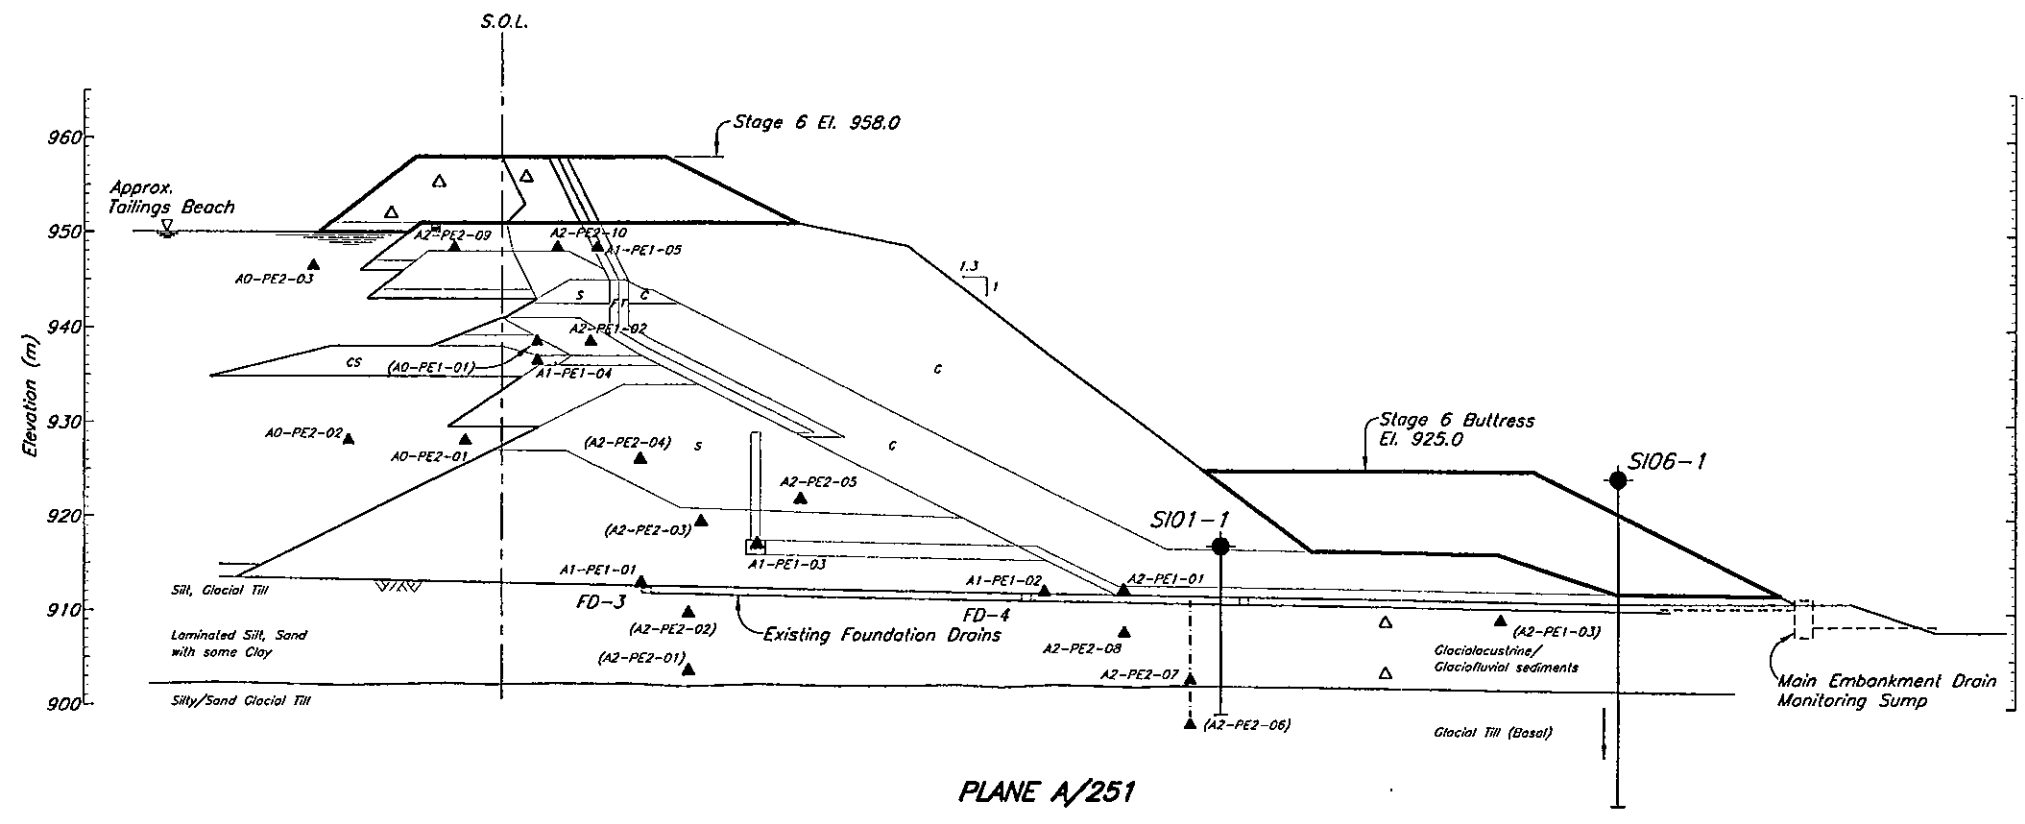 S.O.L.
Stage 6 El. 958.0
960
Approx.
Tailings Beach
950
A2-PE2-09
A2-PE2-10
A1-PE1-05
A0-PE2-03
1.3
1
S
F
T
C
940
A2-PE1-02
Elevation (m)
CS
(A0-PE1-01)
A1-PE1-04
C
930
A0-PE2-02
A0-PE2-01
(A2-PE2-04)
S
C
Stage 6 Buttress
El. 925.0
SI06-1
A2-PE2-05
920
(A2-PE2-03)
SI01-1
A1-PE1-03
A1-PE1-01
A1-PE1-02
A2-PE1-01
Silt, Glacial Till
FD-3
FD-4
910
(A2-PE2-02)
Existing Foundation Drains
(A2-PE1-03)
Laminated Silt, Sand
with some Clay
A2-PE2-08
Glaciolacustrine/
Glaciofluvial sediments
(A2-PE2-01)
A2-PE2-07
Main Embankment Drain
Monitoring Sump
900
Silty/Sand Glacial Till
(A2-PE2-06)
Glacial Till (Basal)
PLANE A/251